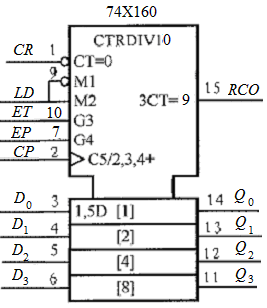 74X160
CTRDIV10
CR 1 CT=0
9 M1
LD M2 3CT=9 15 RCO
ET 10 G3
EP 7 G4
CP 2 C5/2,3,4+
D0 3 1,5D [1] 14 Q0
D1 4 [2] 13 Q1
D2 5 [4] 12 Q2
D3 6 [8] 11 Q3